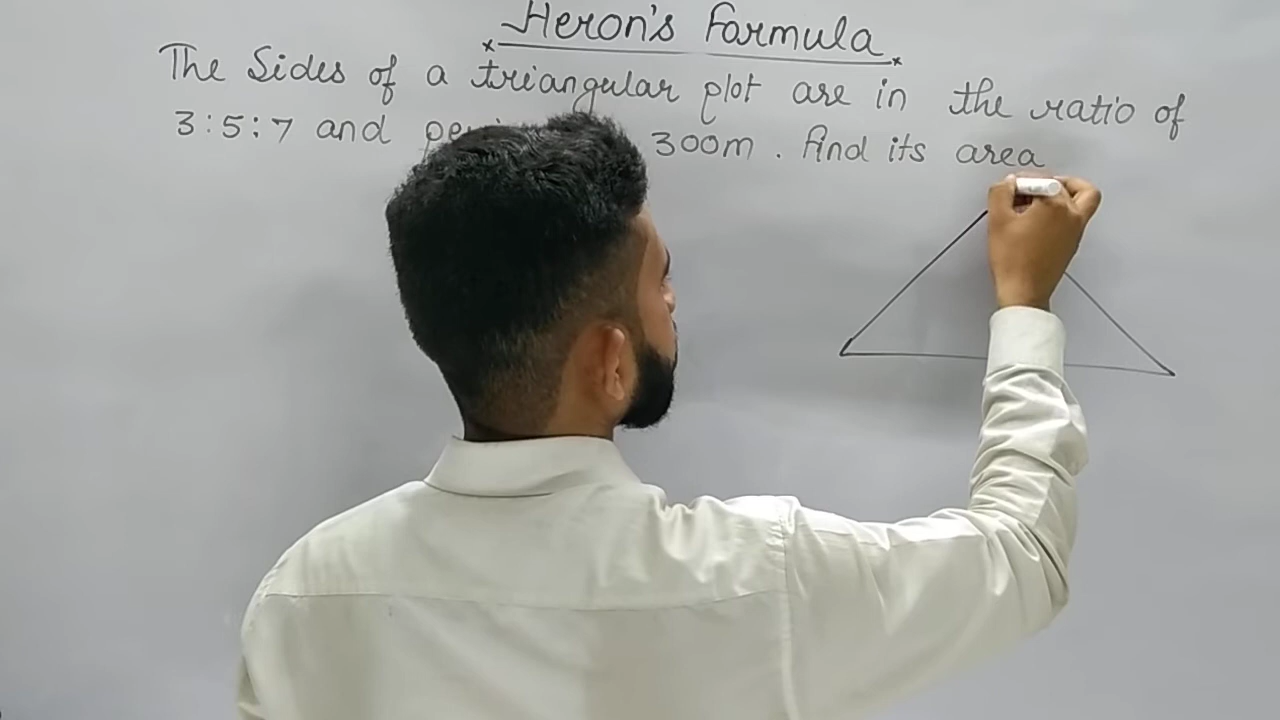 Heron's Formula
The Sides of a triangular plot are in the ratio of
3:5:7 and 300m. find its area